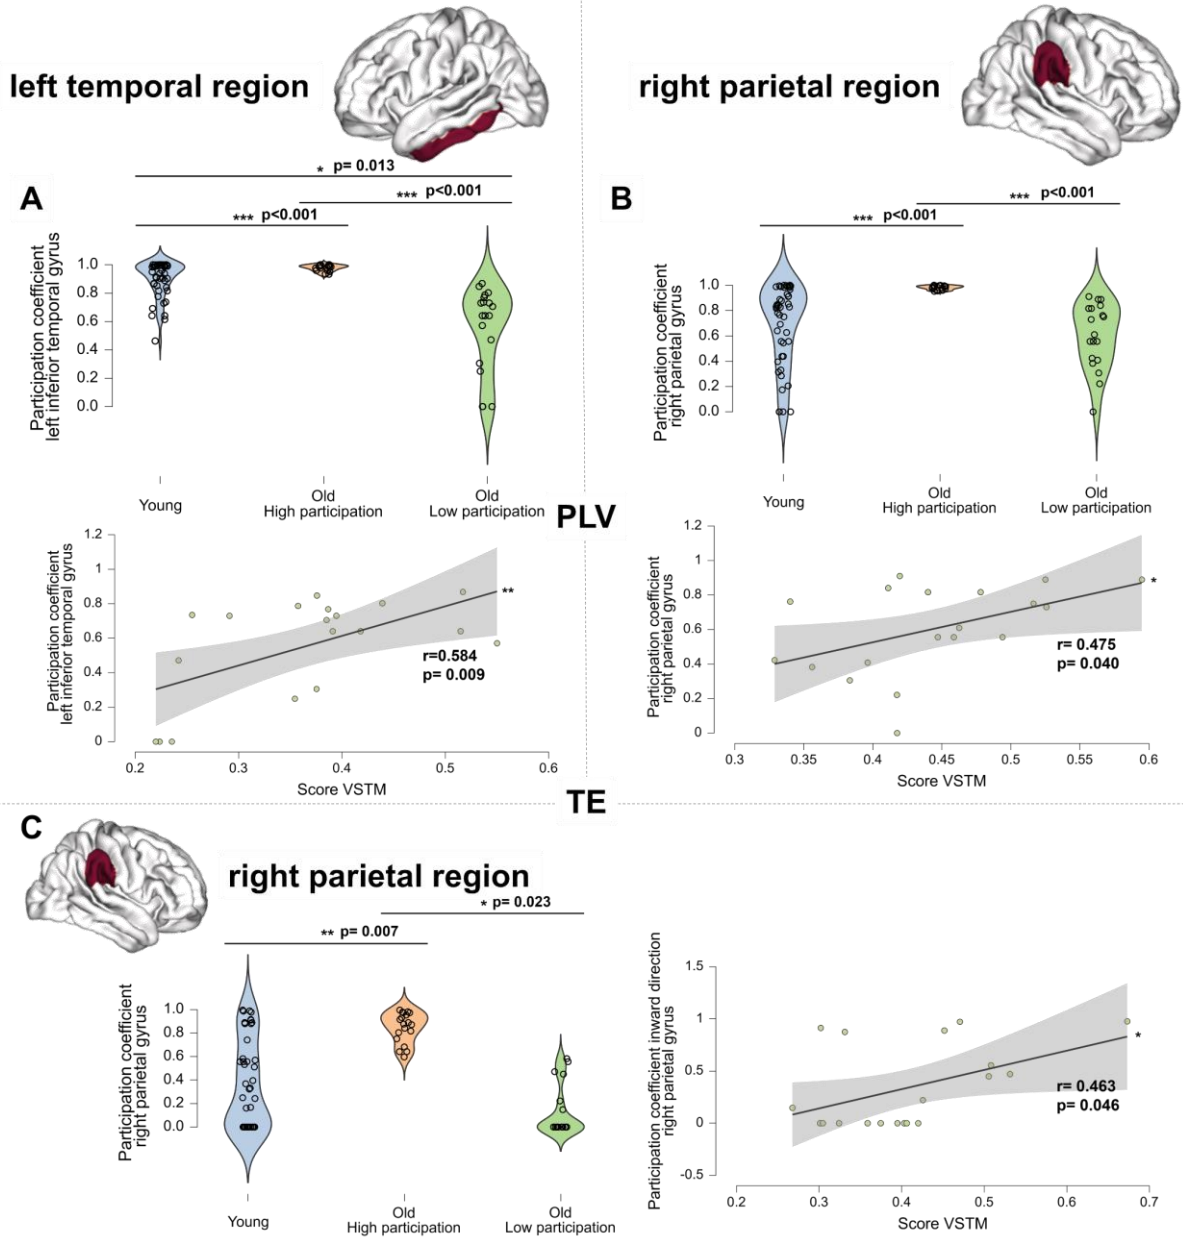 left temporal region
right parietal region
* p= 0.013
A
*** p<0.001
*** p<0.001
Participation coefficient
left inferior temporal gyrus
1.0
0.8
0.6
0.4
0.2
0.0
Young
Old
High participation
Old
Low participation
B
*** p<0.001
*** p<0.001
Participation coefficient
right parietal gyrus
1.0
0.8
0.6
0.4
0.2
0.0
Young
Old
High participation
Old
Low participation
PLV
Participation coefficient
left inferior temporal gyrus
1.2
1
0.8
0.6
0.4
0.2
0
**
r=0.584
p= 0.009
0.2 0.3 0.4 0.5 0.6
Score VSTM
Participation coefficient
right parietal gyrus
1.2
1
0.8
0.6
0.4
0.2
0
*
r= 0.475
p= 0.040
0.3 0.35 0.4 0.45 0.5 0.55 0.6
Score VSTM
TE
C
right parietal region
* p= 0.023
** p= 0.007
Participation coefficient
right parietal gyrus
1.0
0.8
0.6
0.4
0.2
0.0
Young
Old
High participation
Old
Low participation
Participation coefficient inward direction
right parietal gyrus
1.5
1
0.5
0
-0.5
*
r= 0.463
p= 0.046
0.2 0.3 0.4 0.5 0.6 0.7
Score VSTM